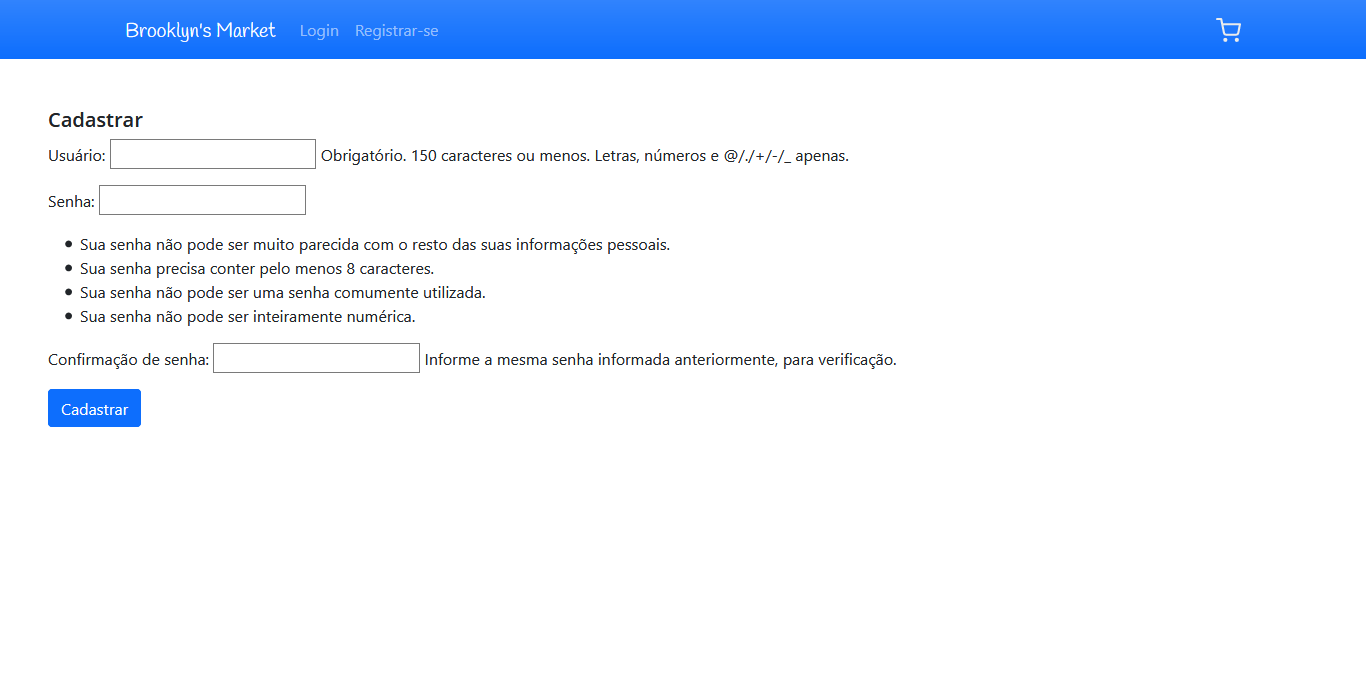 Brooklyn's Market Login Registrar-se
Cadastrar
Usuário: Obrigatório. 150 caracteres ou menos. Letras, números e @/./+/-/_ apenas.
Senha:
Sua senha não pode ser muito parecida com o resto das suas informações pessoais.
Sua senha precisa conter pelo menos 8 caracteres.
Sua senha não pode ser uma senha comumente utilizada.
Sua senha não pode ser inteiramente numérica.
Confirmação de senha: Informe a mesma senha informada anteriormente, para verificação.
Cadastrar